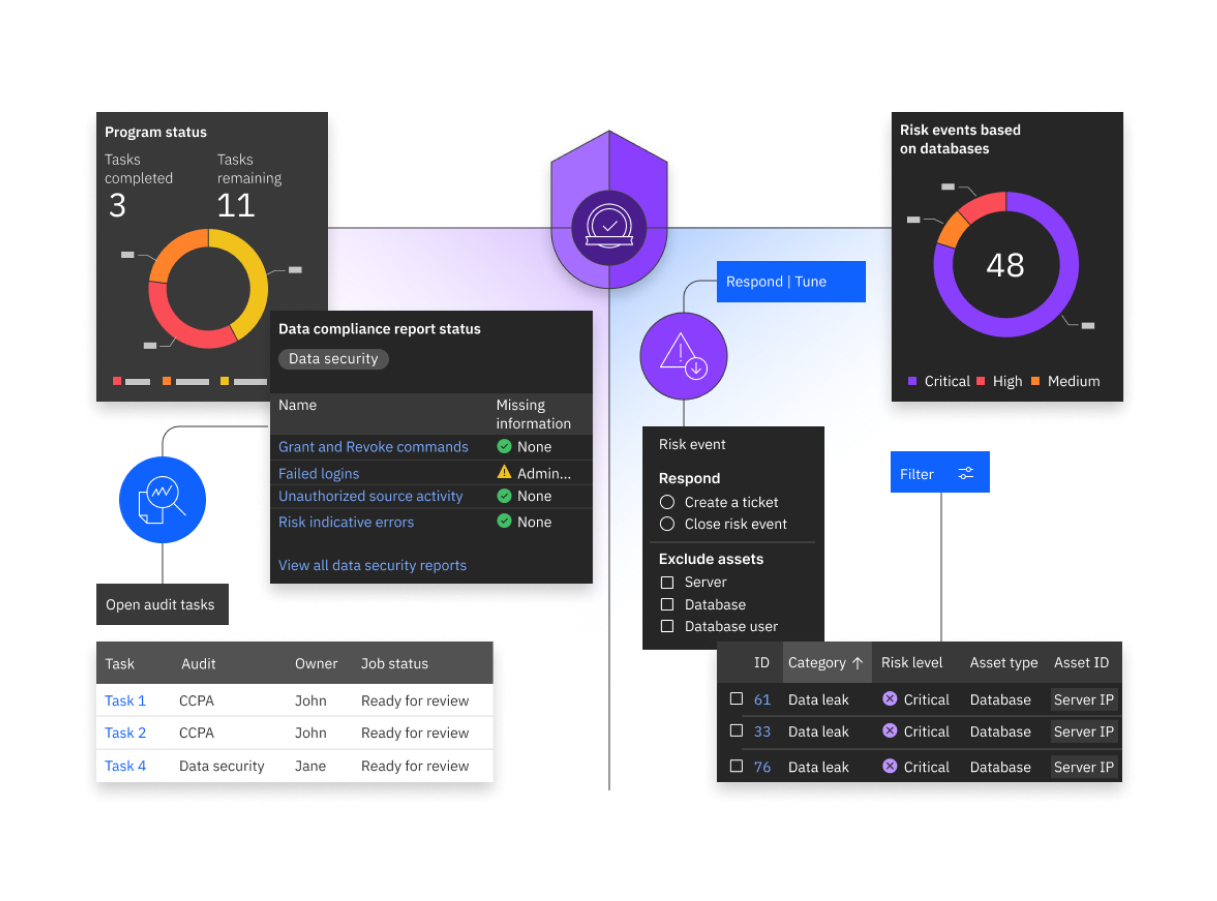 Program status
Tasks completed
3
Tasks remaining
11
Data compliance report status
Data security
Name Missing information
Grant and Revoke commands None
Failed logins Admin...
Unauthorized source activity None
Risk indicative errors None
View all data security reports
Open audit tasks
Task Audit Owner Job status
Task 1 CCPA John Ready for review
Task 2 CCPA John Ready for review
Task 4 Data security Jane Ready for review
Respond | Tune
Risk event
Respond
Create a ticket
Close risk event
Exclude assets
Server
Database
Database user
Risk events based
on databases
48
Critical High Medium
Filter
ID Category ↑ Risk level Asset type Asset ID
61 Data leak Critical Database Server IP
33 Data leak Critical Database Server IP
76 Data leak Critical Database Server IP